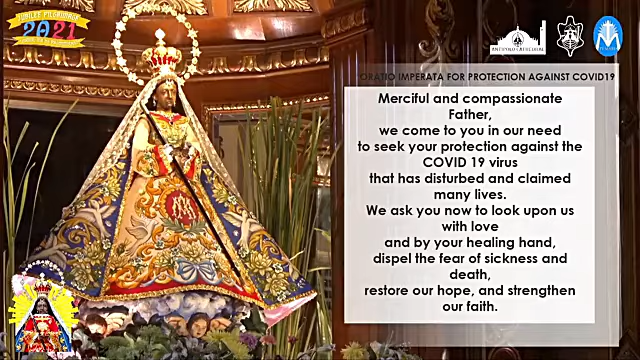 JUBILEE PILGRIMAGE
2021
ANTIPOLO CATHEDRAL
ORATIO IMPERATA FOR PROTECTION AGAINST COVID19
Merciful and compassionate
Father,
we come to you in our need
to seek your protection against the
COVID 19 virus
that has disturbed and claimed
many lives.
We ask you now to look upon us
with love
and by your healing hand,
dispel the fear of sickness and
death,
restore our hope, and strengthen
our faith.